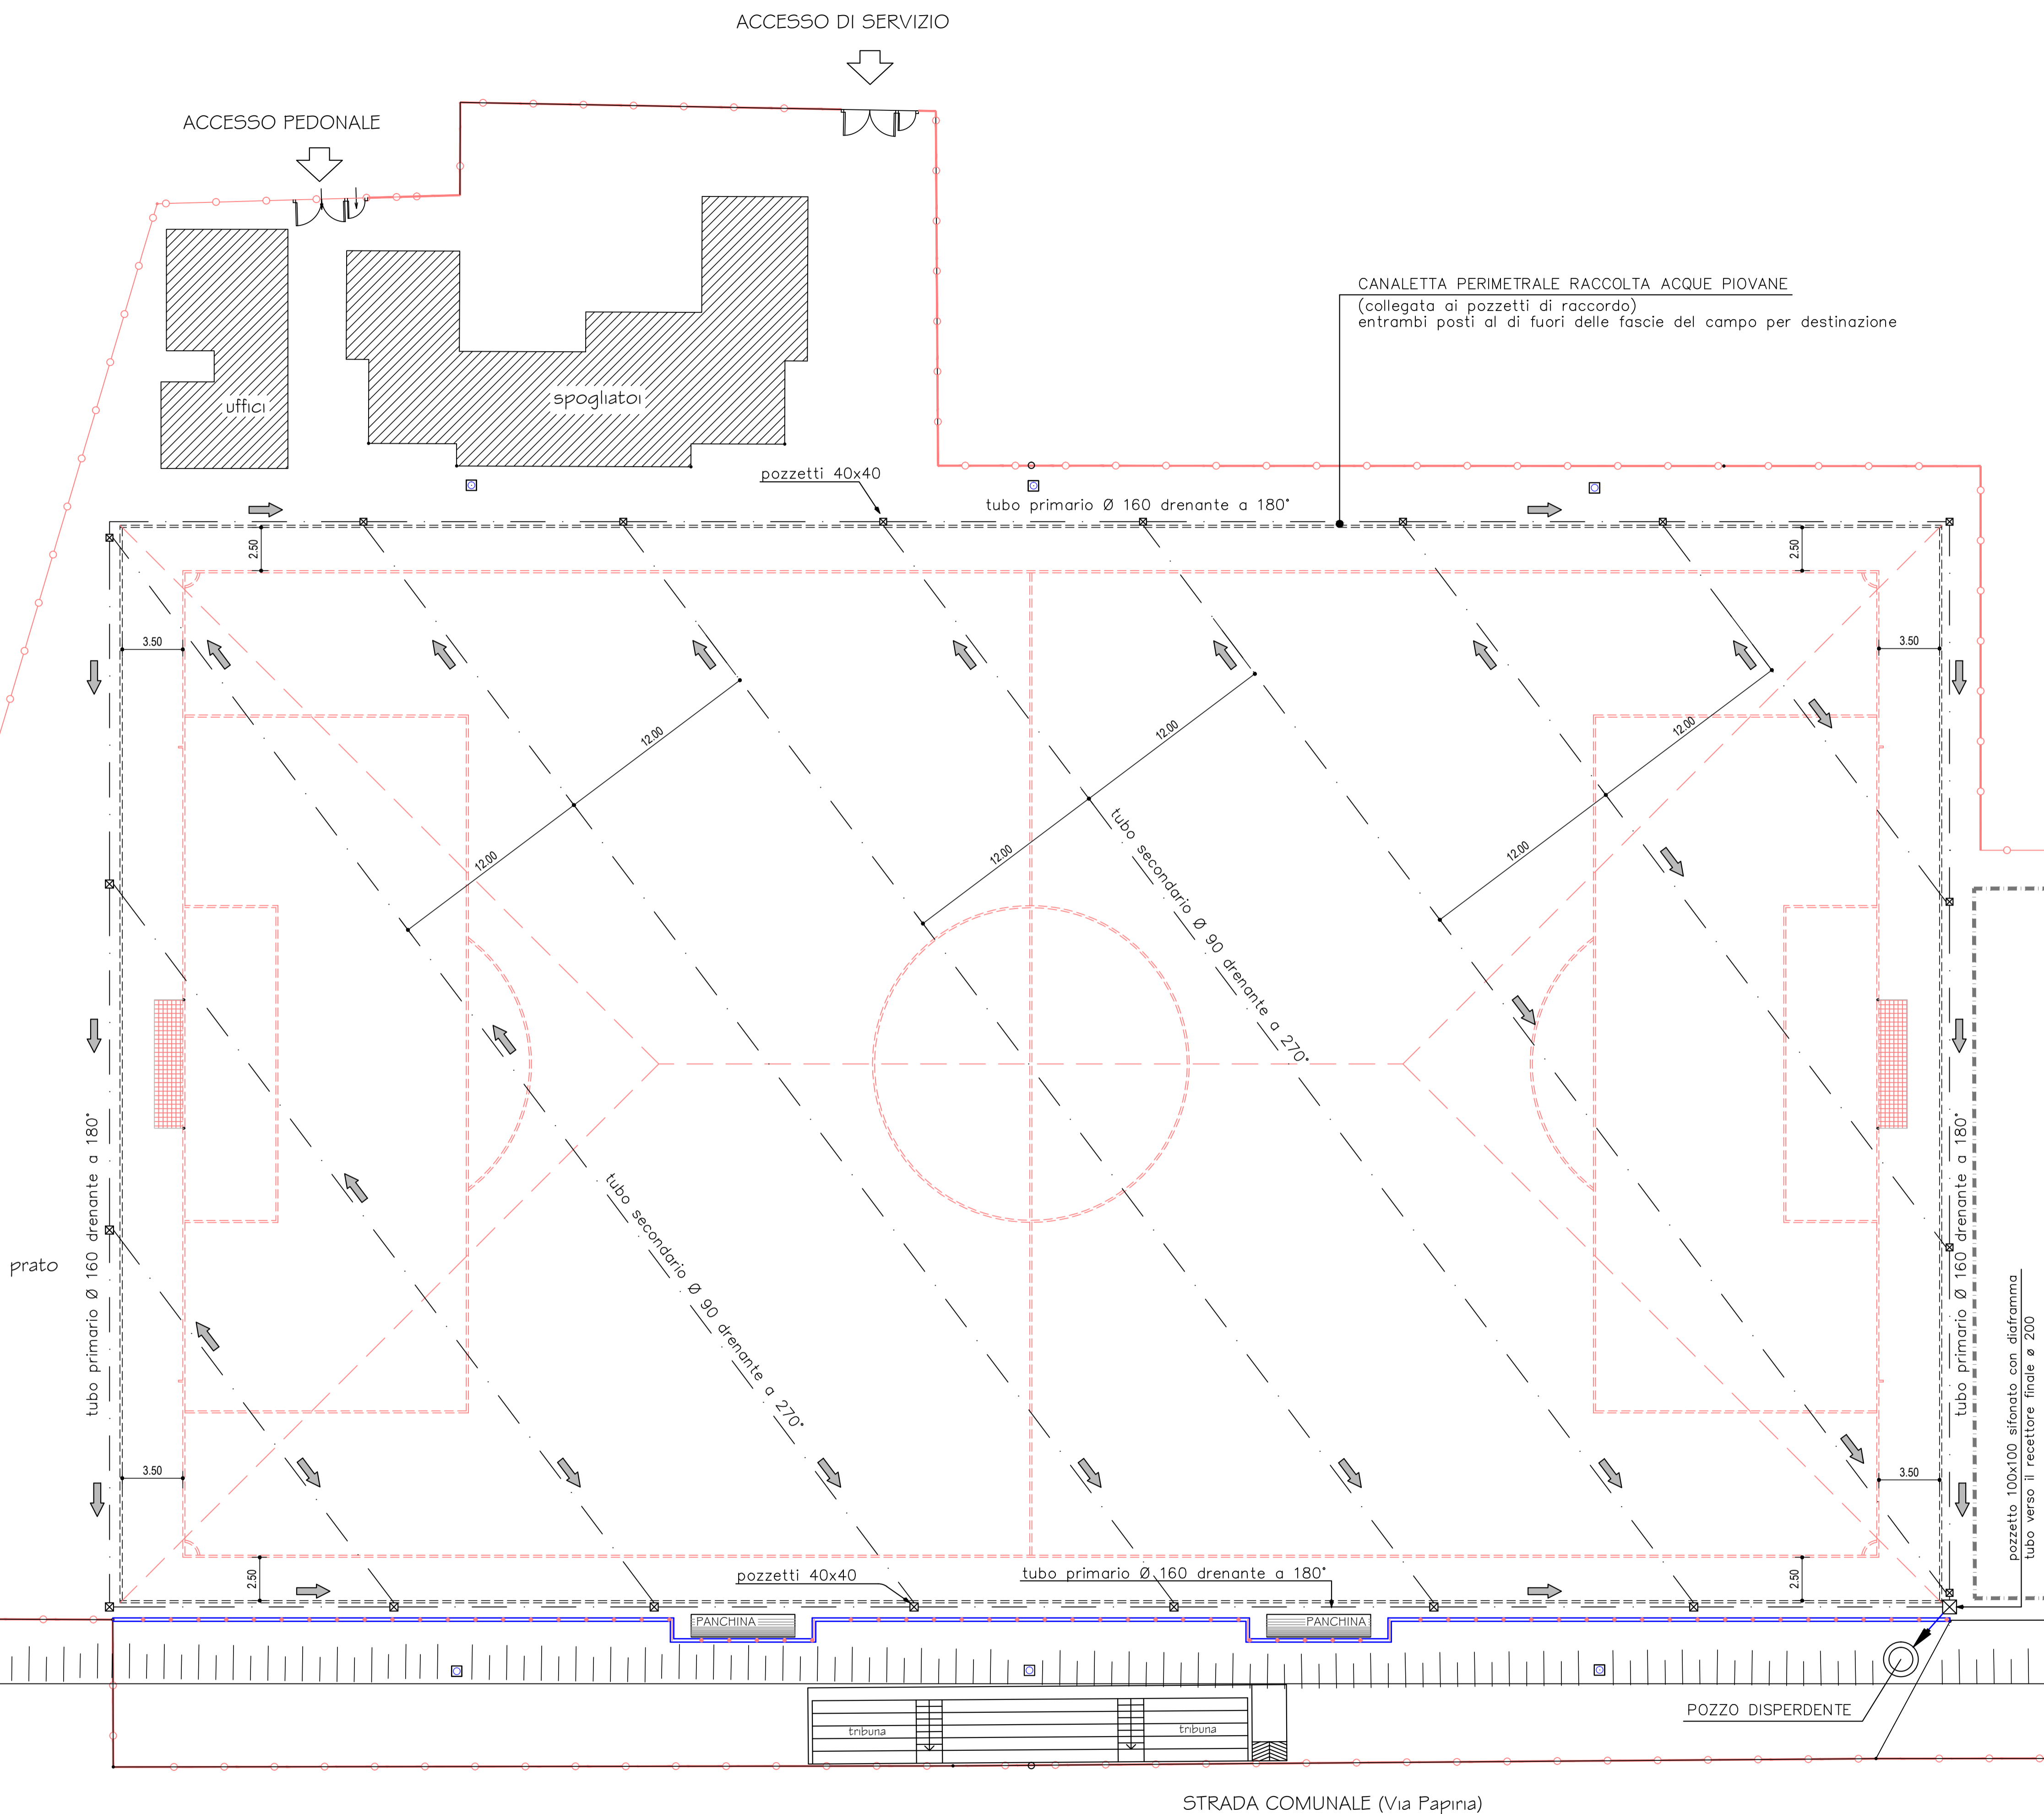 ACCESSO DI SERVIZIO
ACCESSO PEDONALE
CANALETTA PERIMETRALE RACCOLTA ACQUE PIOVANE
(collegata ai pozzetti di raccordo)
entrambi posti al di fuori delle fascie del campo per destinazione
uffici
spogliatoi
pozzetti 40x40
tubo primario Ø 160 drenante a 180°
2.50
2.50
3.50
3.50
12.00
12.00
12.00
12.00
12.00
12.00
tubo secondario Ø 90 drenante a 270°
tubo secondario Ø 90 drenante a 270°
tubo primario Ø 160 drenante a 180°
tubo primario Ø 160 drenante a 180°
prato
pozzetto 100x100 sifonato con diaframma
tubo verso il recettore finale ø 200
3.50
3.50
2.50
2.50
pozzetti 40x40
tubo primario Ø 160 drenante a 180°
PANCHINA
PANCHINA
POZZO DISPERDENTE
tribuna
tribuna
STRADA COMUNALE (Via Papiria)